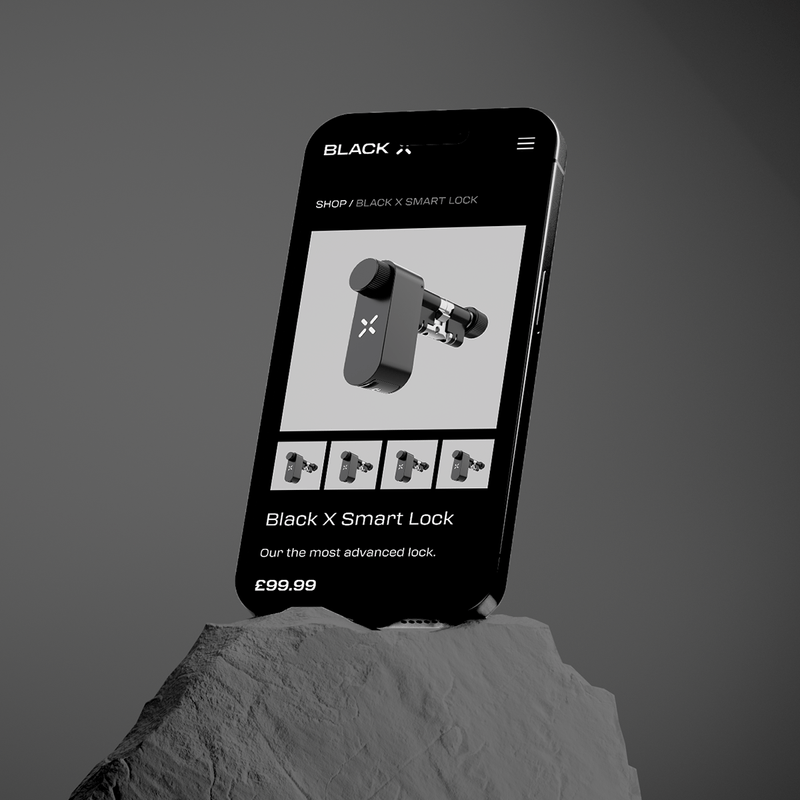 BLACK X
SHOP / BLACK X SMART LOCK
Black X Smart Lock
Our the most advanced lock.
£99.99